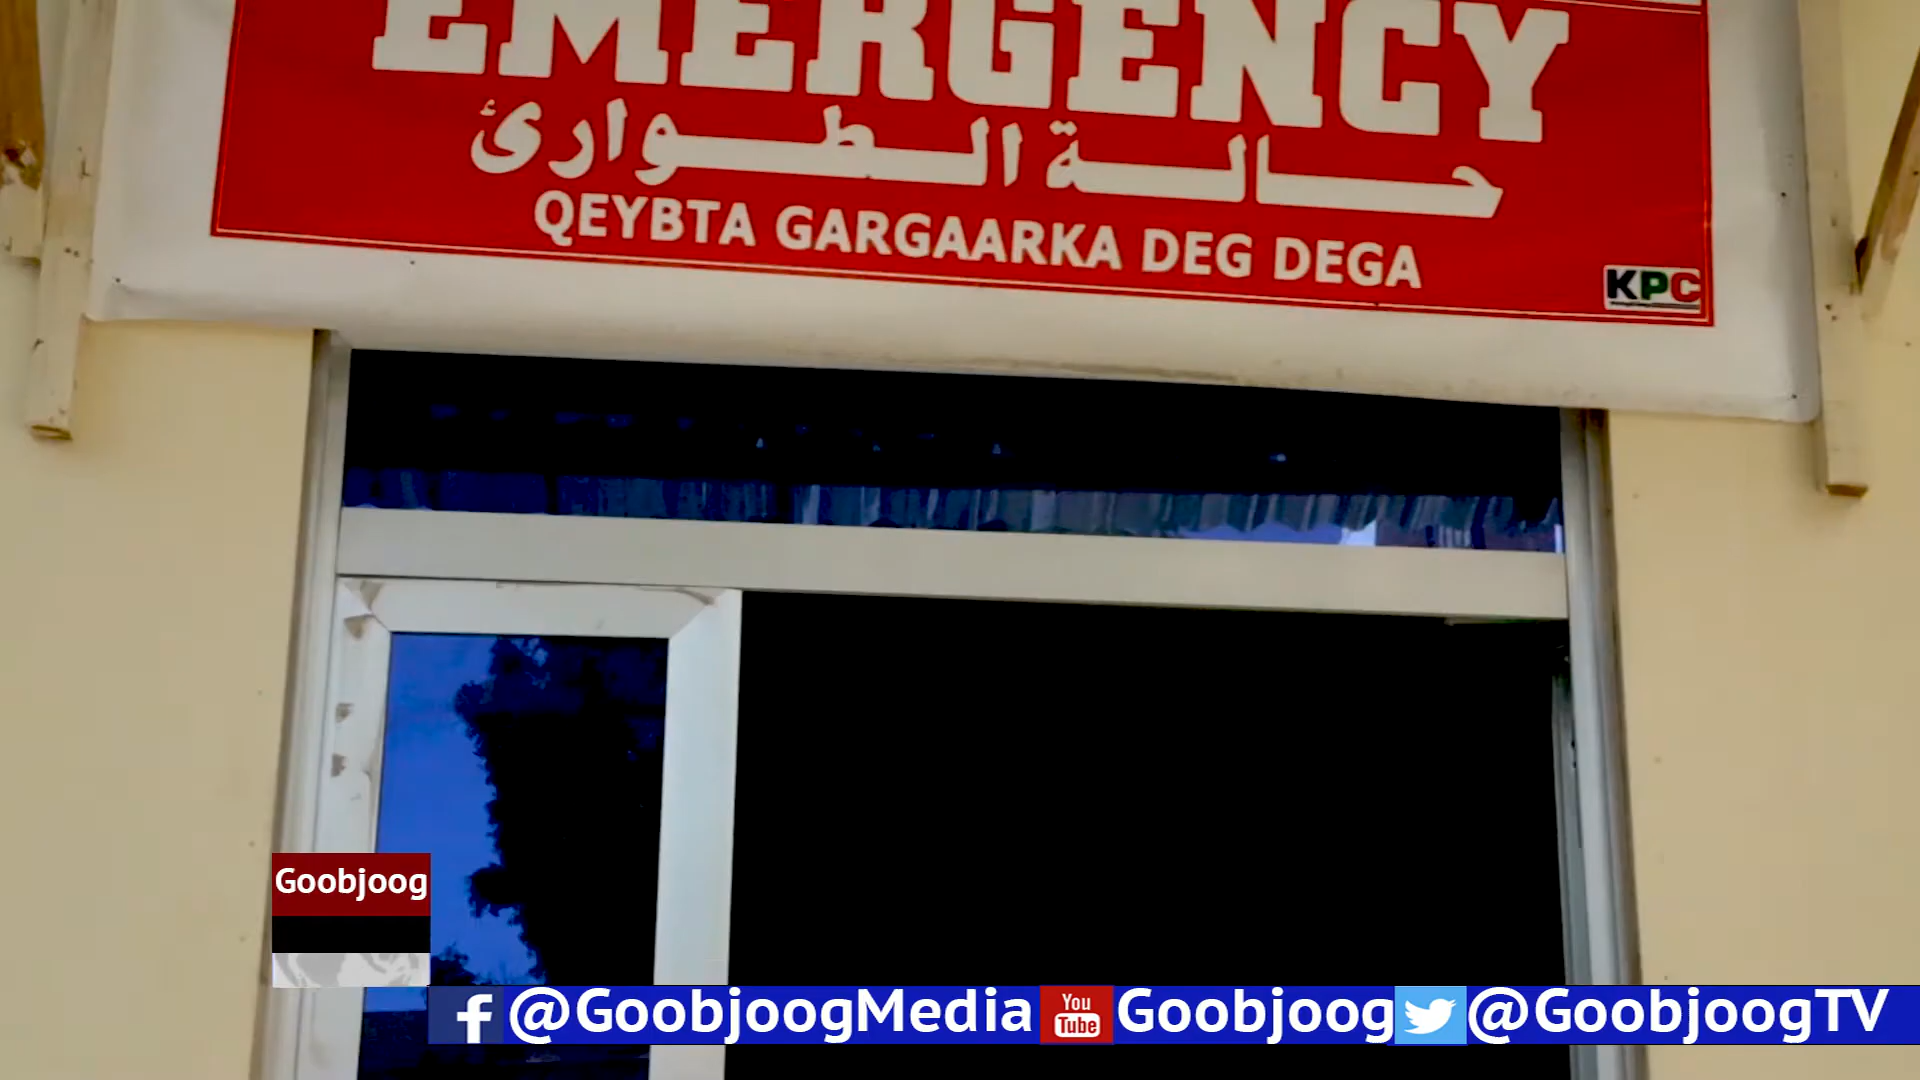 EMERGENCY
حالة الطوارئ
QEYBTA GARGAARKA DEG DEGA
KPC
Goobjoog
f @GoobjoogMedia You Tube Goobjoog @GoobjoogTV